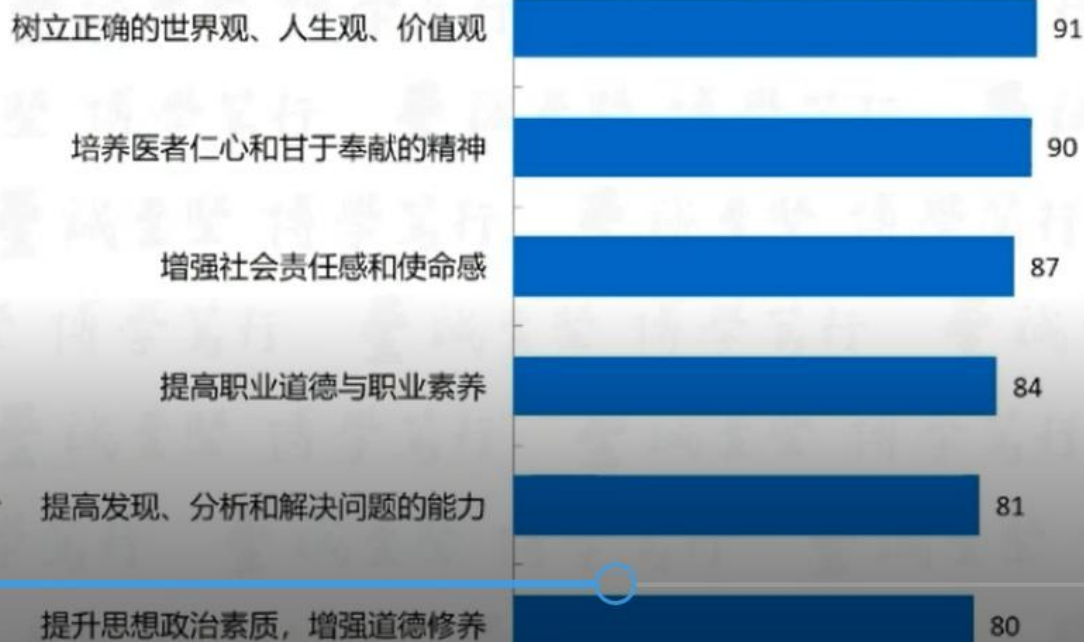 树立正确的世界观、人生观、价值观 91
培养医者仁心和甘于奉献的精神 90
增强社会责任感和使命感 87
提高职业道德与职业素养 84
提高发现、分析和解决问题的能力 81
提升思想政治素质，增强道德修养 80